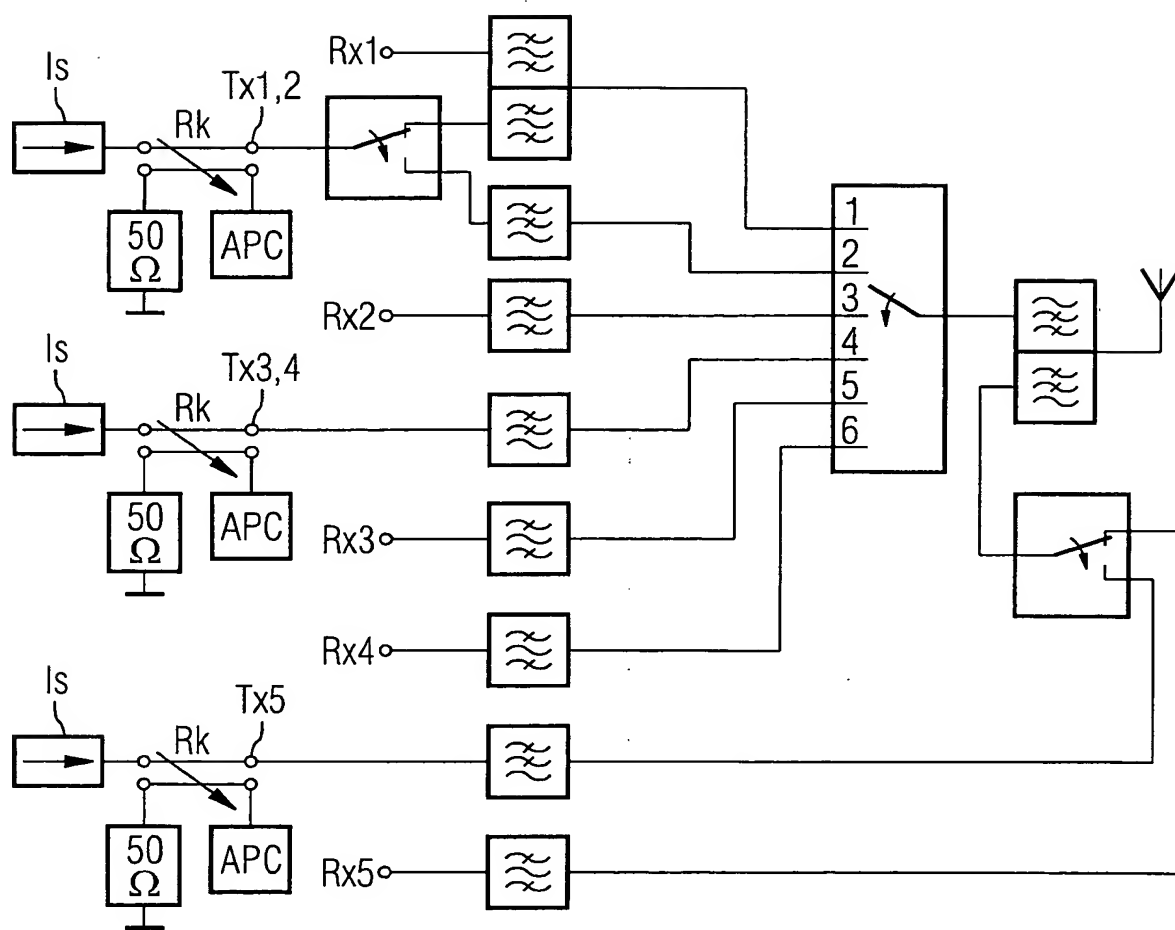 Rx1
Is
Tx1,2
Rk
50
Ω
APC
1
2
3
4
5
6
Rx2
Is
Tx3,4
Rk
50
Ω
APC
Rx3
Rx4
Is
Tx5
Rk
50
Ω
APC
Rx5